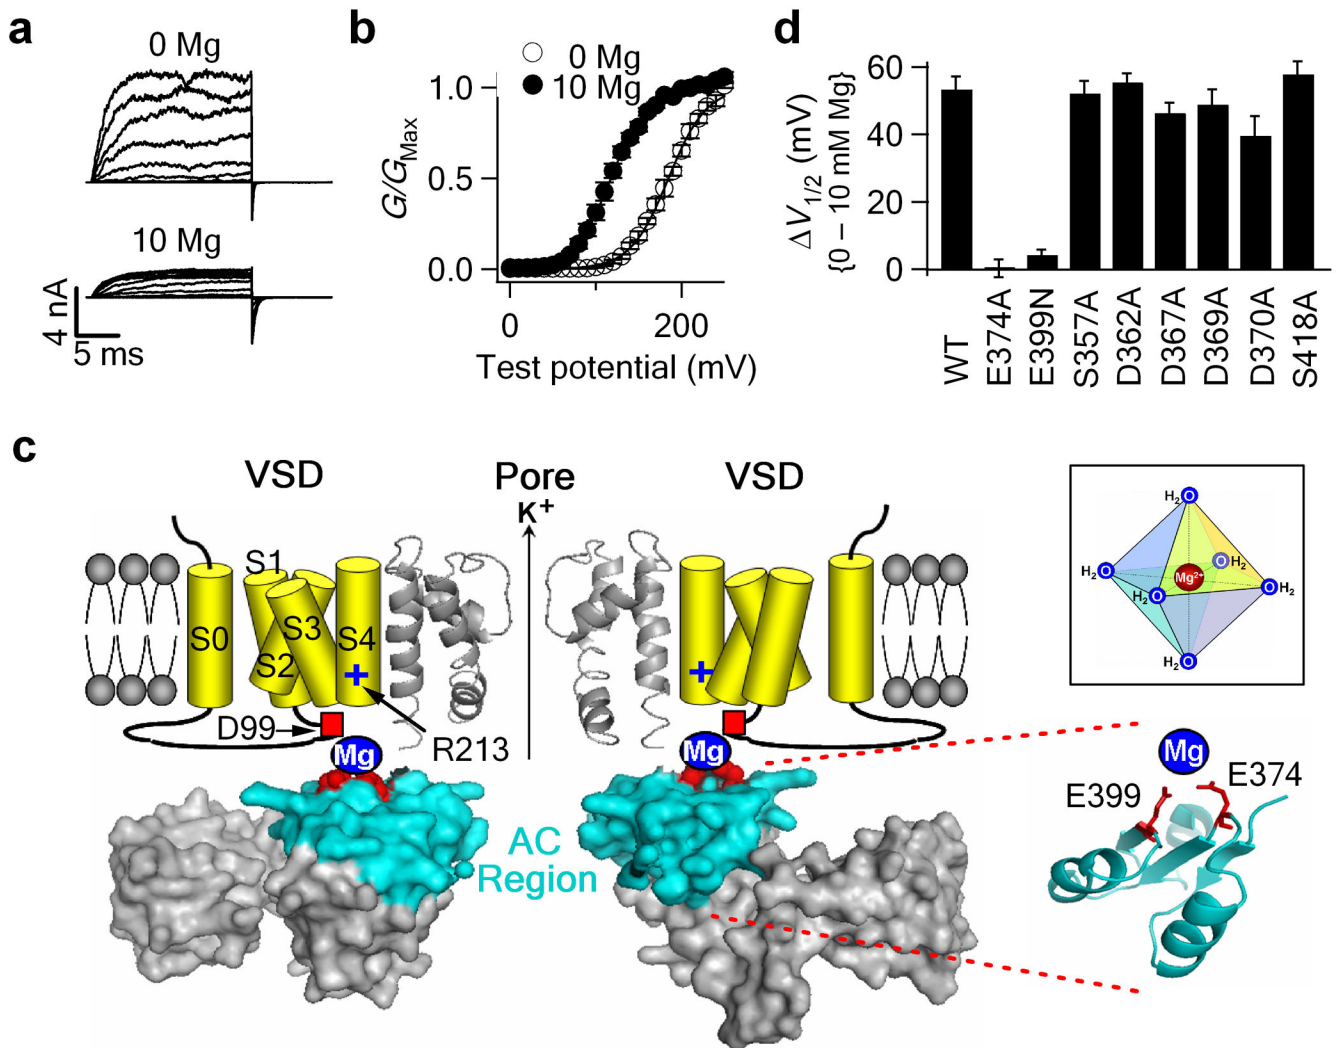 a
0 Mg
10 Mg
4 nA
5 ms
b
0 Mg
10 Mg
G/GMax
1.0
0.5
0.0
0
200
Test potential (mV)
d
ΔV1/2 (mV)
{0 – 10 mM Mg}
60
40
20
0
WT
E374A
E399N
S357A
D362A
D367A
D369A
D370A
S418A
c
VSD
Pore
VSD
K+
S1
S0
S3
S4
S2
+
+
D99
R213
Mg
Mg
AC
Region
H2O
H2O
O H2
Mg2+
H2O
O H2
H2O
Mg
E399
E374